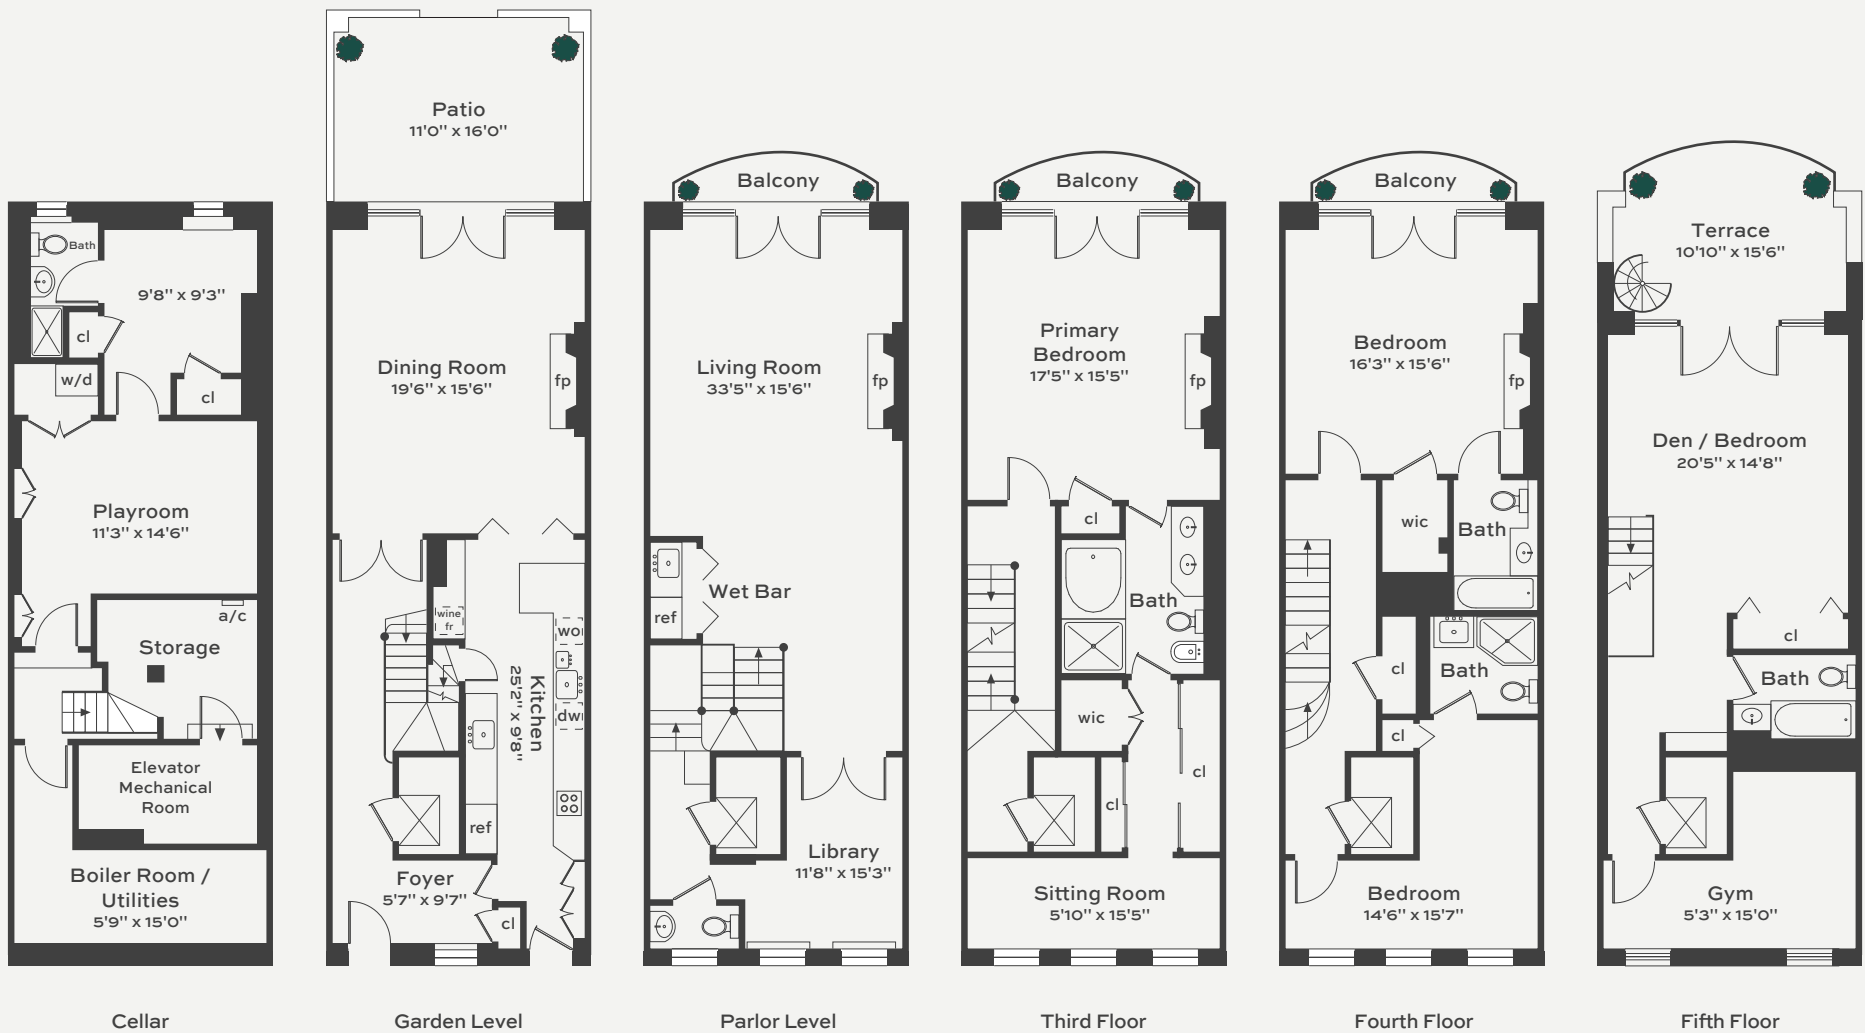 Bath
9'8" x 9'3"
cl
w/d
cl
Playroom
11'3" x 14'6"
a/c
Storage
Elevator
Mechanical
Room
Boiler Room /
Utilities
5'9" x 15'0"
Cellar
Patio
11'0" x 16'0"
Dining Room
19'6" x 15'6"
fp
wine
fr
wo
Kitchen
25'2" x 9'8"
dw
ref
Foyer
5'7" x 9'7"
cl
Garden Level
Balcony
Living Room
33'5" x 15'6"
fp
Wet Bar
ref
Library
11'8" x 15'3"
Parlor Level
Balcony
Primary
Bedroom
17'5" x 15'5"
fp
cl
Bath
wic
cl
cl
Sitting Room
5'10" x 15'5"
Third Floor
Balcony
Bedroom
16'3" x 15'6"
fp
wic
Bath
cl
Bath
cl
Bedroom
14'6" x 15'7"
Fourth Floor
Terrace
10'10" x 15'6"
Den / Bedroom
20'5" x 14'8"
cl
Bath
Gym
5'3" x 15'0"
Fifth Floor